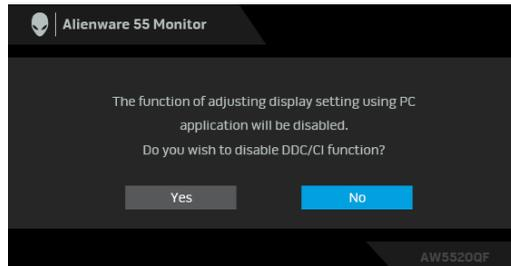 Alienware 55 Monitor
The function of adjusting display setting using PC
application will be disabled.
Do you wish to disable DDC/CI function?
Yes No
AW5520QF